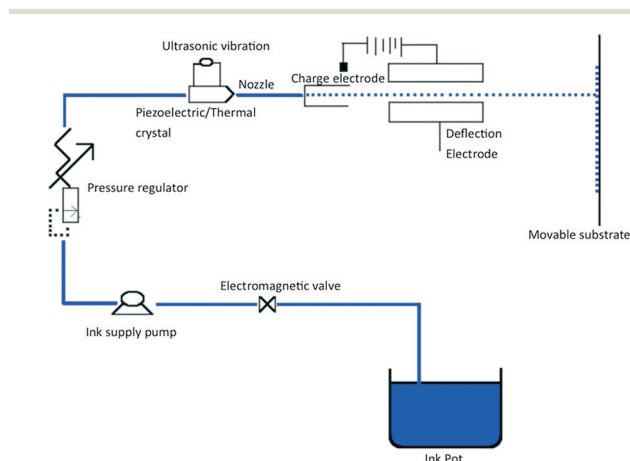 Ultrasonic vibration
Nozzle
Charge electrode
Piezoelectric/Thermal
crystal
Deflection
Electrode
Pressure regulator
Movable substrate
Electromagnetic valve
Ink supply pump
Ink Pot